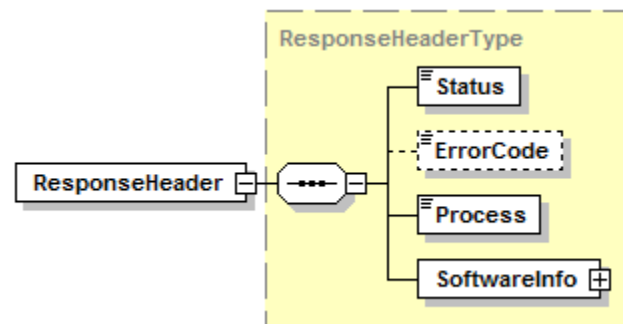 ResponseHeaderType
Status
ErrorCode
ResponseHeader
Process
SoftwareInfo